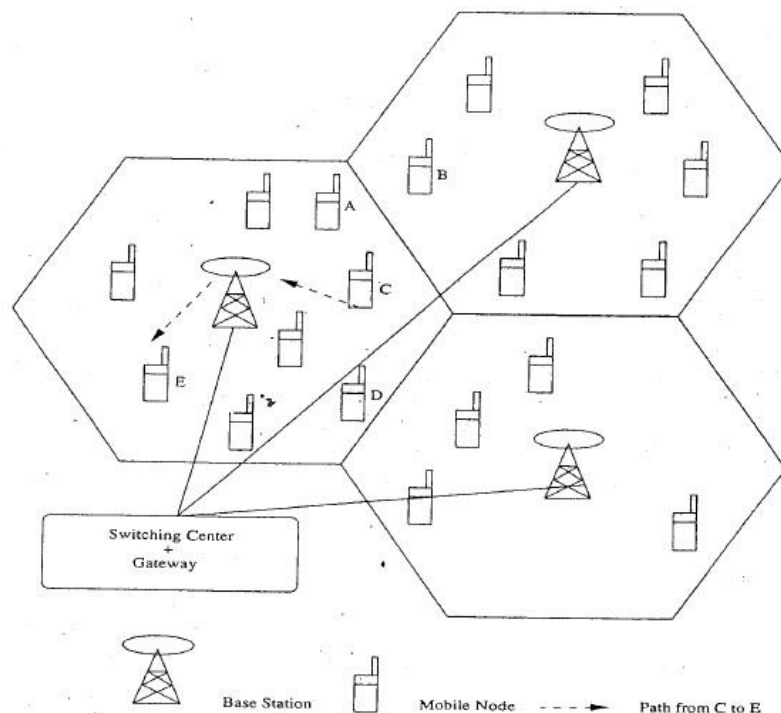 B
A
C
E
D
Switching Center
+
Gateway
Base Station
Mobile Node
Path from C to E